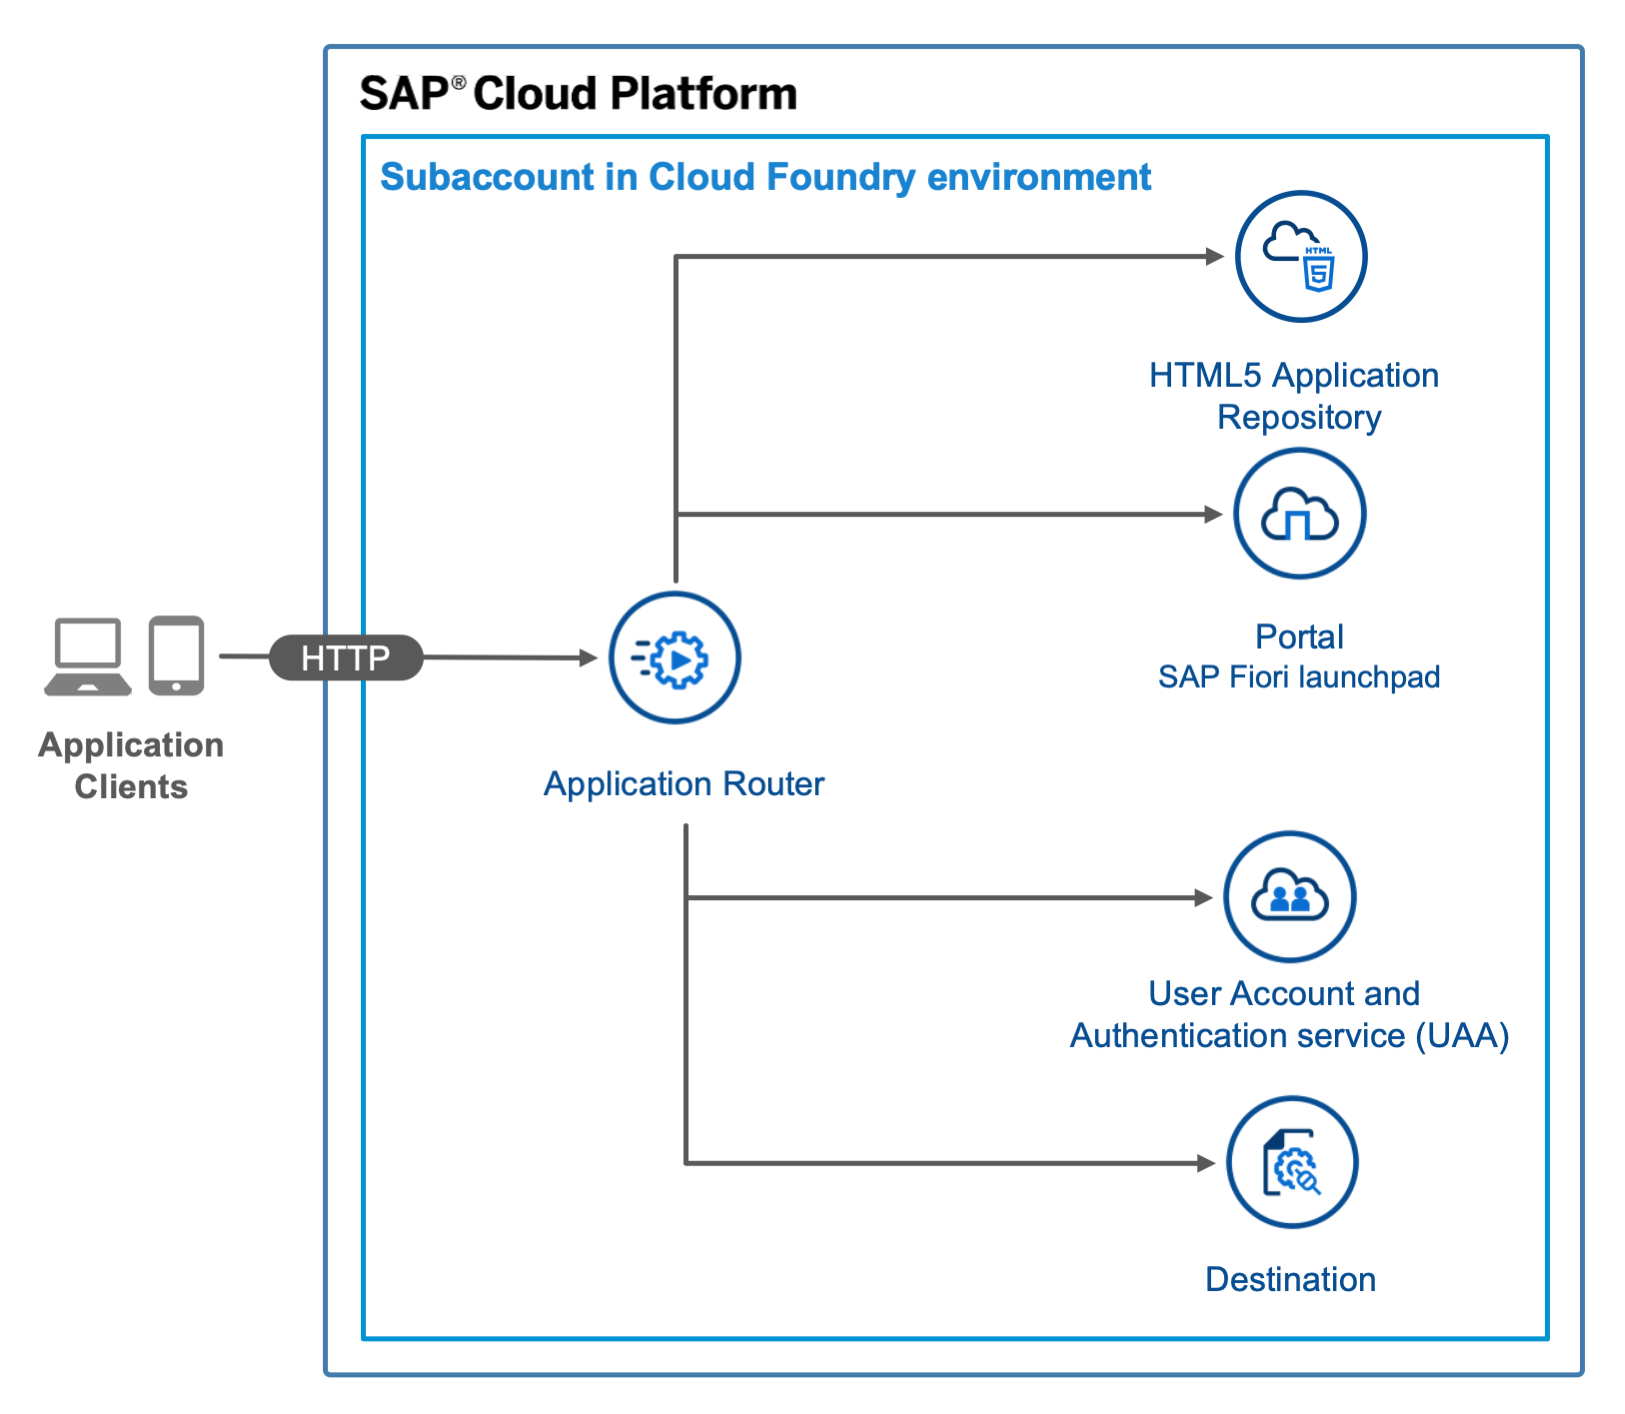 SAP® Cloud Platform
Subaccount in Cloud Foundry environment
HTML
5
HTML5 Application
Repository
Portal
SAP Fiori launchpad
HTTP
Application
Clients
Application Router
User Account and
Authentication service (UAA)
Destination